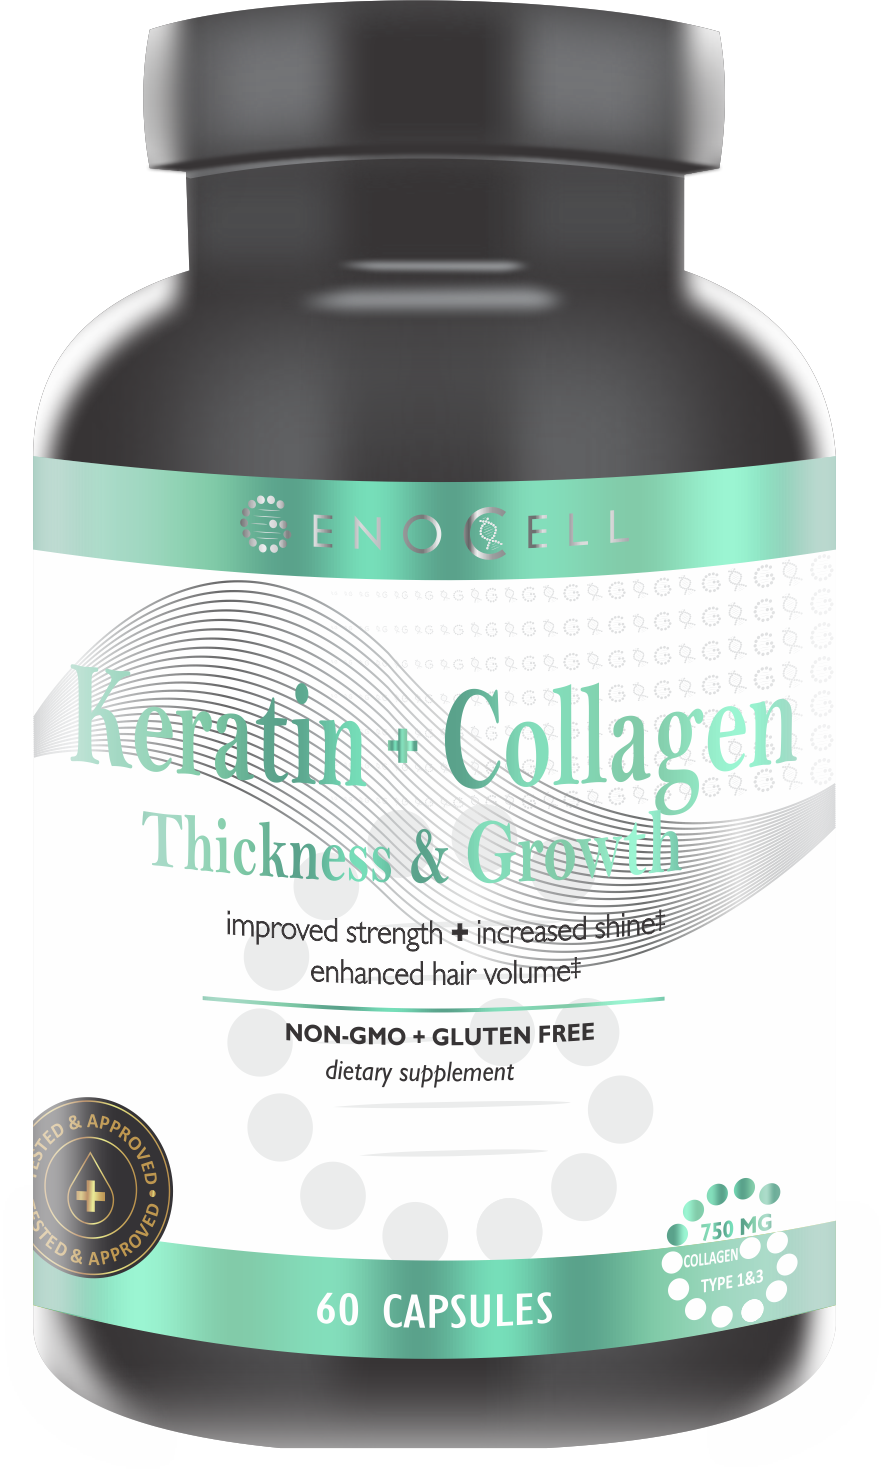 GENOCELL
Keratin + Collagen
Thickness & Growth
improved strength + increased shine‡
enhanced hair volume‡
NON-GMO + GLUTEN FREE
dietary supplement
TESTED & APPROVED • TESTED & APPROVED •
750 MG
COLLAGEN
TYPE 1&3
60 CAPSULES